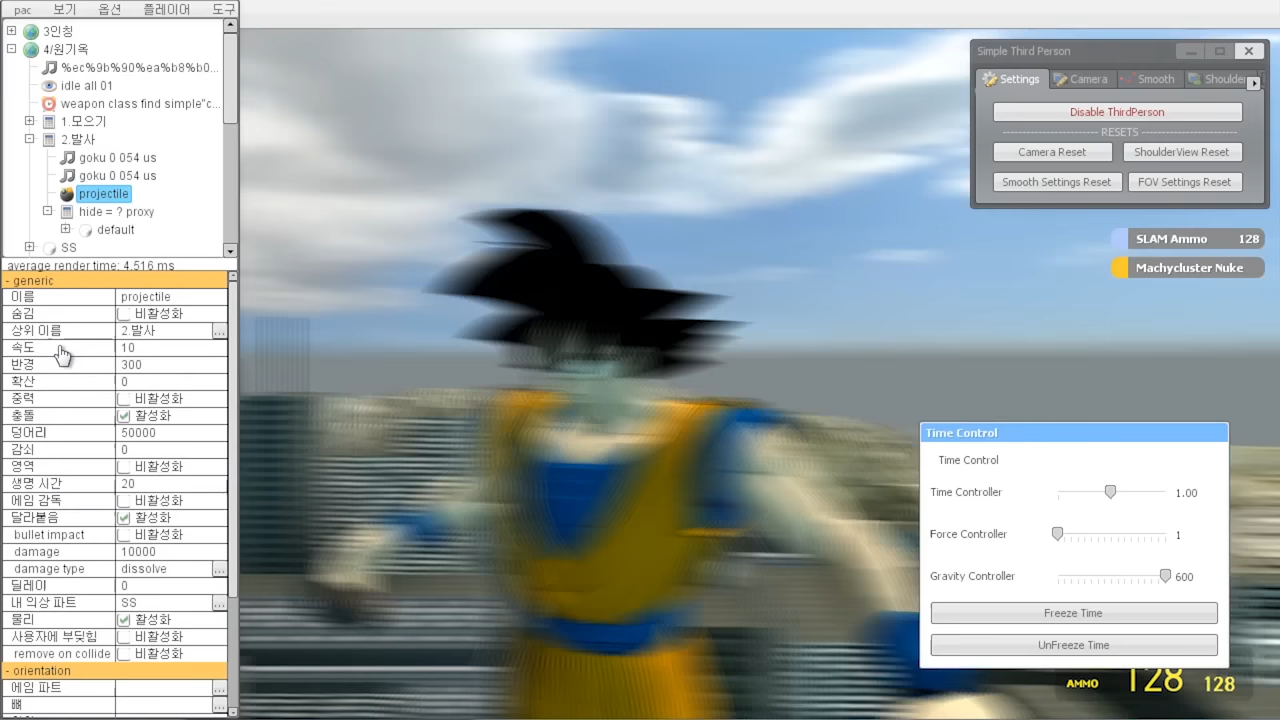 pac 보기 옵션 플레이어 도구
3인칭
4/원기옥
%ec%9b%90%ea%b8%b0...
idle all 01
weapon class find simple"c...
1.모으기
2.발사
goku 0 054 us
goku 0 054 us
projectile
hide = ? proxy
default
SS
average render time: 4.516 ms
- generic
이름 projectile
숨김 비활성화
상위 이름 2.발사 ...
속도 10
반경 300
확산 0
중력 비활성화
충돌 활성화
덩어리 50000
감쇠 0
영역 비활성화
생명 시간 20
에임 감독 비활성화
달라붙음 활성화
bullet impact 비활성화
damage 10000
damage type dissolve ...
딜레이 0
내 의상 파트 SS ...
물리 활성화
사용자에 부딪힘 비활성화
remove on collide 비활성화
- orientation
에임 파트 ...
뼈 ...
Simple Third Person
Settings Camera Smooth Shoulder
Disable ThirdPerson
RESETS
Camera Reset ShoulderView Reset
Smooth Settings Reset FOV Settings Reset
SLAM Ammo 128
Machycluster Nuke
Time Control
Time Control
Time Controller 1.00
Force Controller 1
Gravity Controller 600
Freeze Time
UnFreeze Time
AMMO 128 128